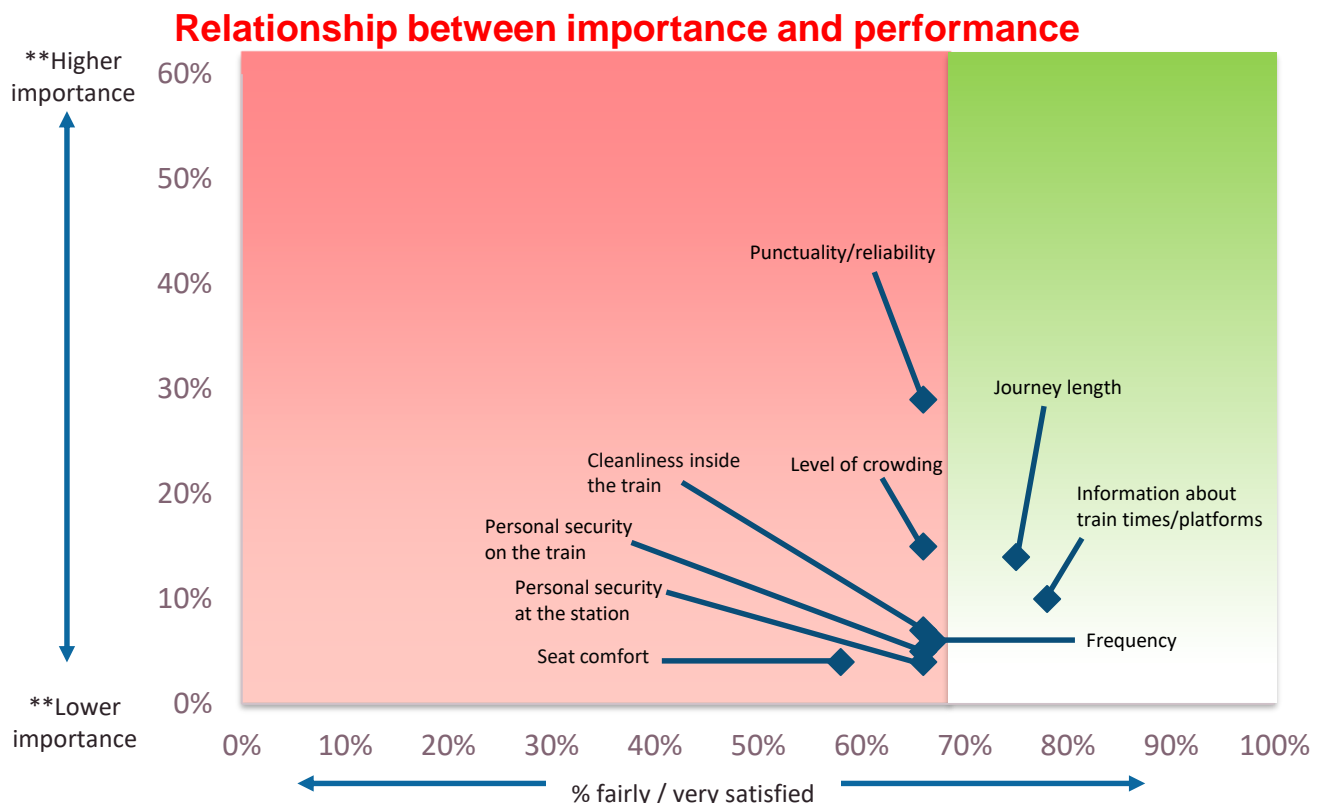 Relationship between importance and performance
**Higher
importance
60%
50%
40%
30%
20%
10%
0%
**Lower
importance
Punctuality/reliability
Journey length
Cleanliness inside
the train
Level of crowding
Information about
train times/platforms
Personal security
on the train
Personal security
at the station
Seat comfort
Frequency
0%
10%
20%
30%
40%
50%
60%
70%
80%
90%
100%
% fairly / very satisfied